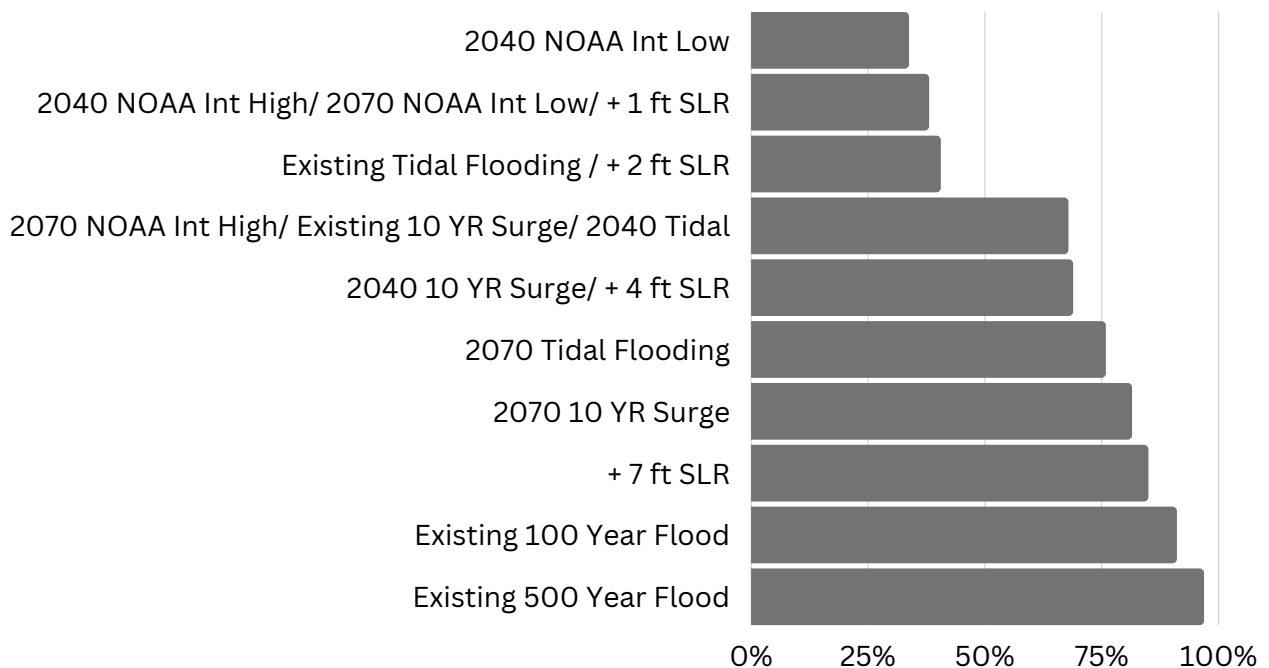 2040 NOAA Int Low
2040 NOAA Int High/ 2070 NOAA Int Low/ + 1 ft SLR
Existing Tidal Flooding / + 2 ft SLR
2070 NOAA Int High/ Existing 10 YR Surge/ 2040 Tidal
2040 10 YR Surge/ + 4 ft SLR
2070 Tidal Flooding
2070 10 YR Surge
+ 7 ft SLR
Existing 100 Year Flood
Existing 500 Year Flood
0% 25% 50% 75% 100%